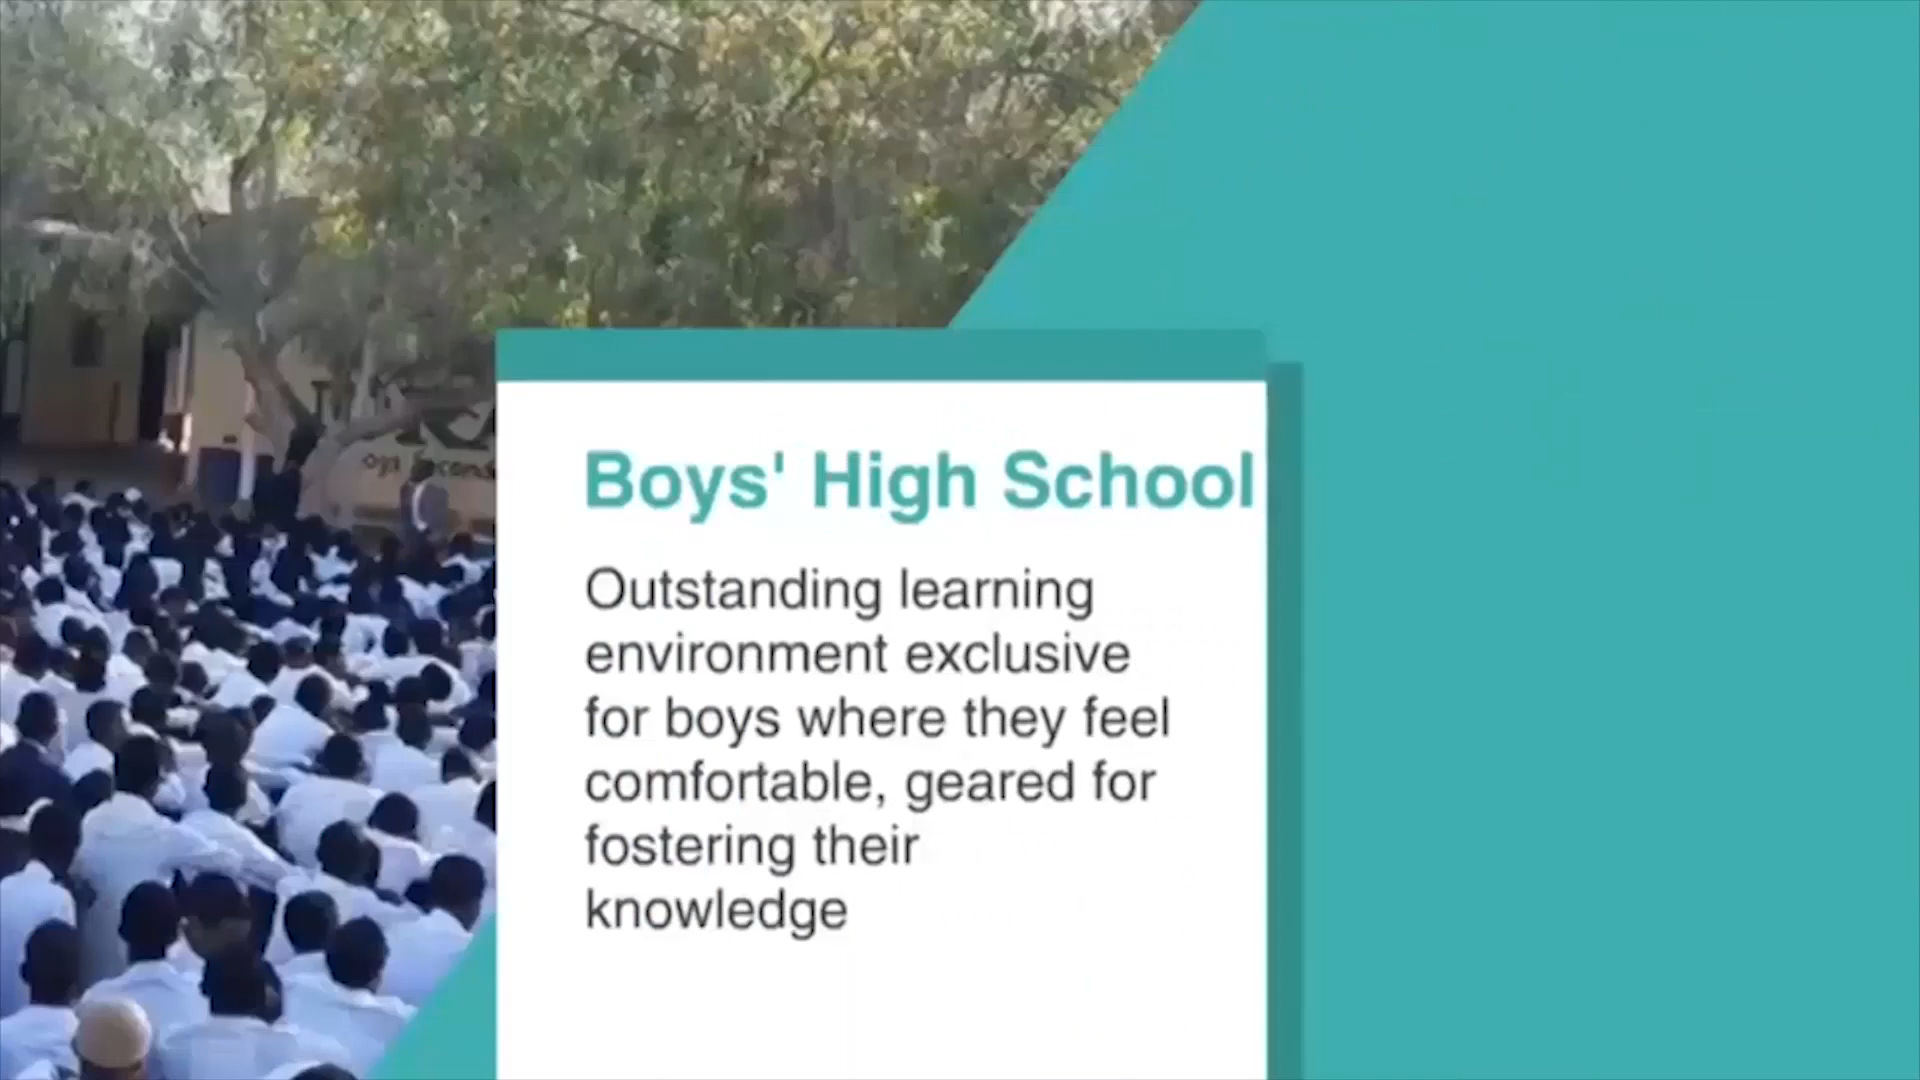 Boys' High School
Outstanding learning
environment exclusive
for boys where they feel
comfortable, geared for
fostering their
knowledge